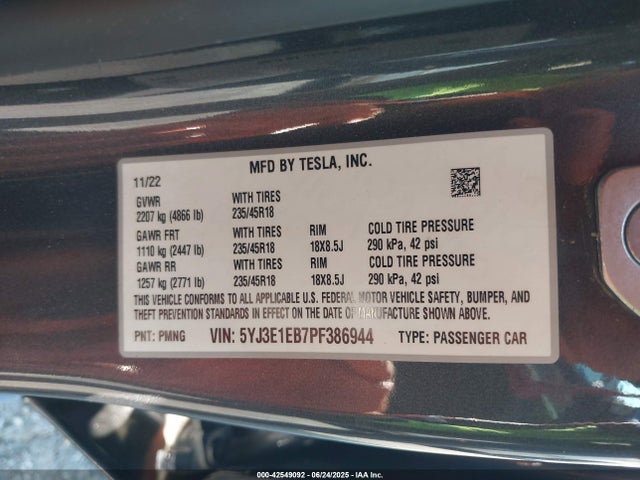 MFD BY TESLA, INC.
11/22
GVWR WITH TIRES
2207 kg (4866 lb) 235/45R18
GAWR FRT WITH TIRES RIM COLD TIRE PRESSURE
1110 kg (2447 lb) 235/45R18 18X8.5J 290 kPa, 42 psi
GAWR RR WITH TIRES RIM COLD TIRE PRESSURE
1257 kg (2771 lb) 235/45R18 18X8.5J 290 kPa, 42 psi
THIS VEHICLE CONFORMS TO ALL APPLICABLE U.S. FEDERAL MOTOR VEHICLE SAFETY, BUMPER, AND
THEFT PREVENTION STANDARDS IN EFFECT ON THE DATE OF MANUFACTURE SHOWN ABOVE.
PNT: PMNG VIN: 5YJ3E1EB7PF386944 TYPE: PASSENGER CAR
000-42549092 - 06/24/2025 - IAA Inc.